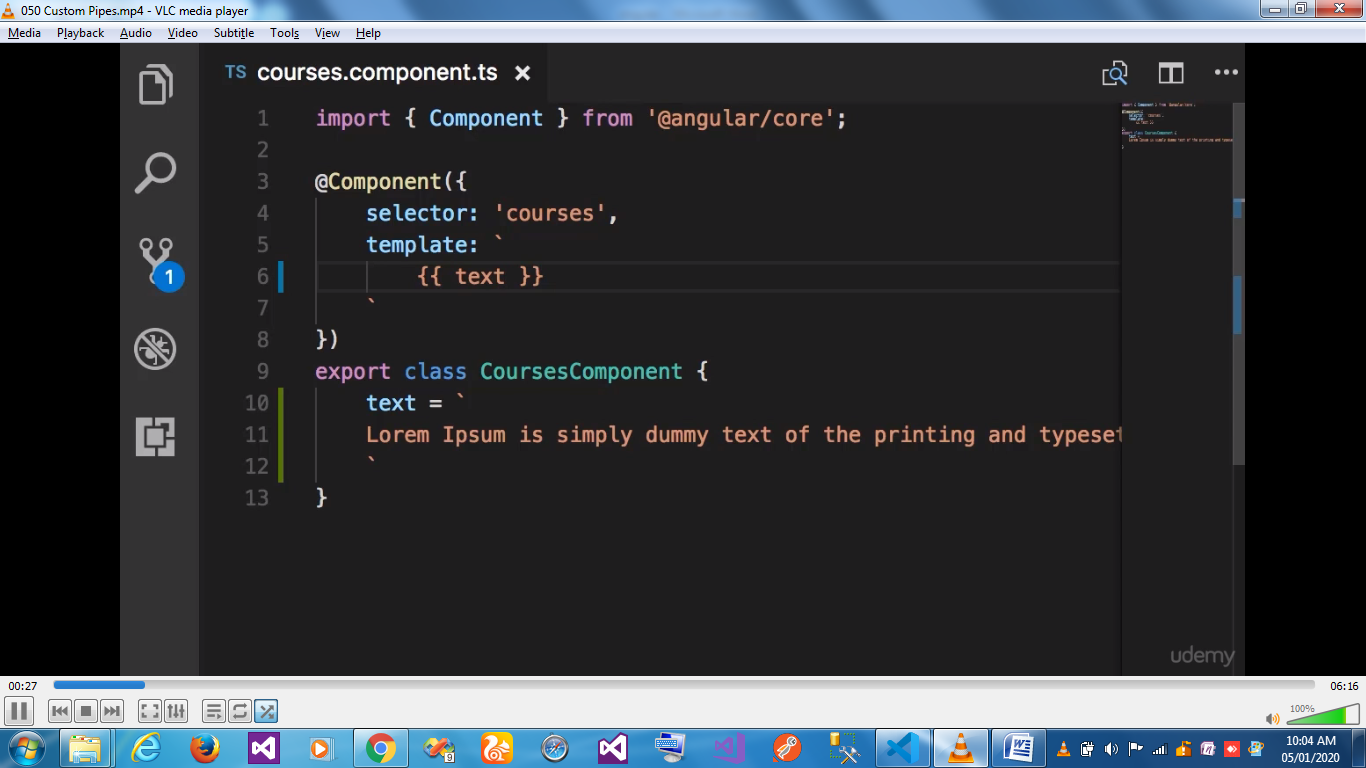 050 Custom Pipes.mp4 - VLC media player
Media Playback Audio Video Subtitle Tools View Help
TS courses.component.ts
1 import { Component } from '@angular/core';
2
3 @Component({
4 selector: 'courses',
5 template: `
6 {{ text }}
7 `
8 })
9 export class CoursesComponent {
10 text = `
11 Lorem Ipsum is simply dummy text of the printing and typeset
12 `
13 }
1
udemy
00:27 06:16
100%
9
10:04 AM
05/01/2020